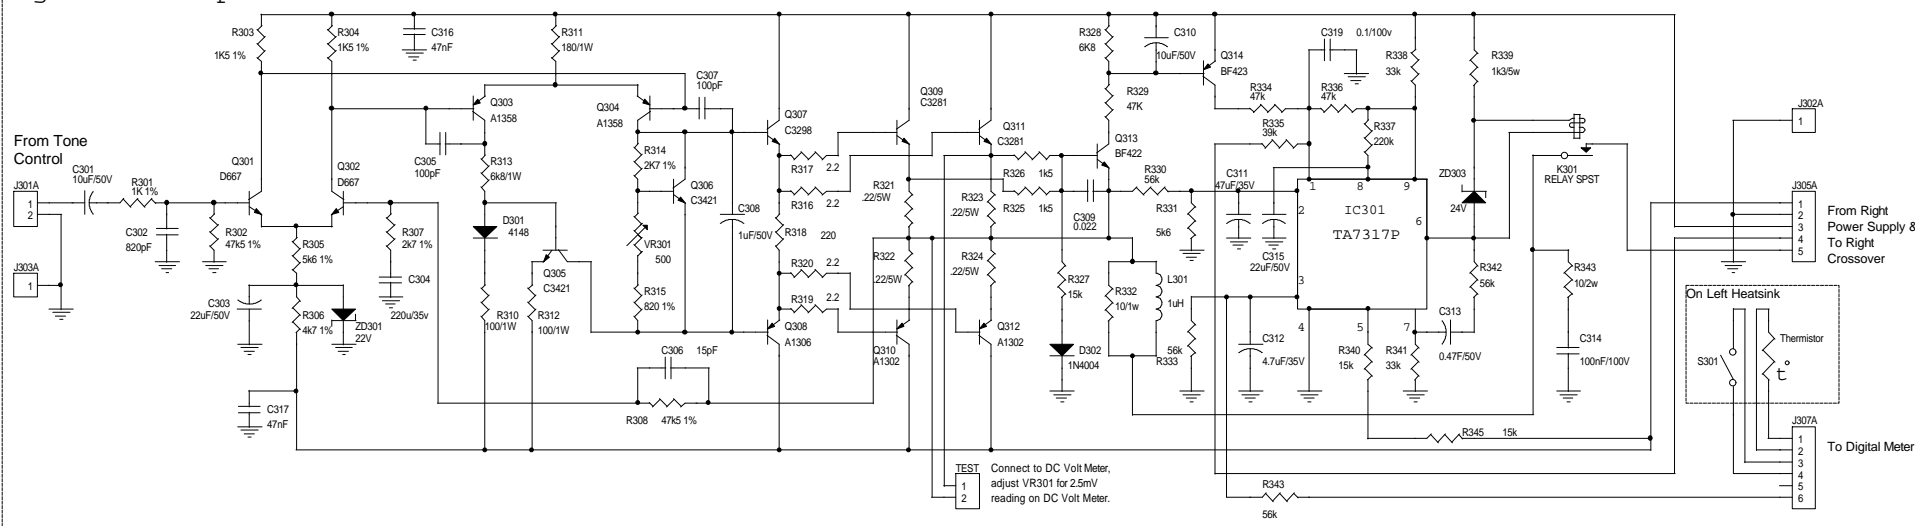 R303
1K5 1%
R304
1K5 1%
C316
47nF
R311
180/1W
C307
100pF
Q303
A1358
Q304
A1358
C305
100pF
R313
6k8/1W
R314
2K7 1%
Q306
C3421
C308
1uF/50V
Q307
C3298
R317
2.2
R316
2.2
R318
220
R320
2.2
R319
2.2
Q308
A1306
Q309
C3281
Q311
C3281
R321
.22/5W
R322
.22/5W
R323
.22/5W
R324
.22/5W
Q310
A1302
Q312
A1302
R326
1k5
R325
1k5
R328
6K8
C310
10uF/50V
R329
47K
Q313
BF422
Q314
BF423
C309
0.022
R330
56k
R331
5k6
R327
15k
D302
1N4004
R332
10/1w
L301
1uH
R333
56k
C311
47uF/35V
C315
22uF/50V
C312
4.7uF/35V
R334
47k
R335
39k
R336
47k
C319
0.1/100v
R337
220k
R338
33k
R339
1k3/5w
1
8
9
2
IC301
TA7317P
6
3
4
5
7
R340
15k
R341
33k
C313
0.47F/50V
R342
56k
ZD303
24V
K301
RELAY SPST
R343
10/2w
C314
100nF/100V
R345
15k
R343
56k
From Tone
Control
J301A
1
2
J303A
1
C301
10uF/50V
R301
1K 1%
C302
820pF
R302
47k5 1%
Q301
D667
Q302
D667
R305
5k6 1%
R307
2k7 1%
C304
220u/35v
C303
22uF/50V
R306
4k7 1%
ZD301
22V
C317
47nF
D301
4148
Q305
C3421
R310
100/1W
R312
100/1W
VR301
500
R315
820 1%
C306
15pF
R308
47k5 1%
TEST
1
2
Connect to DC Volt Meter,
adjust VR301 for 2.5mV
reading on DC Volt Meter.
J302A
1
J305A
1
2
3
4
5
From Right
Power Supply &
To Right
Crossover
On Left Heatsink
S301
Thermistor
t°
J307A
1
2
3
4
5
6
To Digital Meter